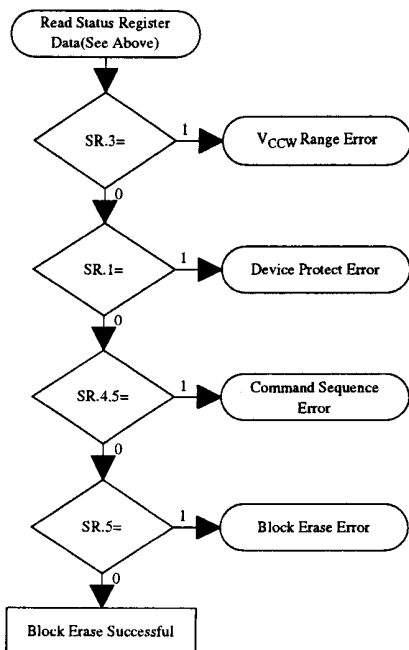 Read Status Register
Data(See Above)
SR.3=
1
VCCW Range Error
0
SR.1=
1
Device Protect Error
0
SR.4.5=
1
Command Sequence
Error
0
SR.5=
1
Block Erase Error
0
Block Erase Successful